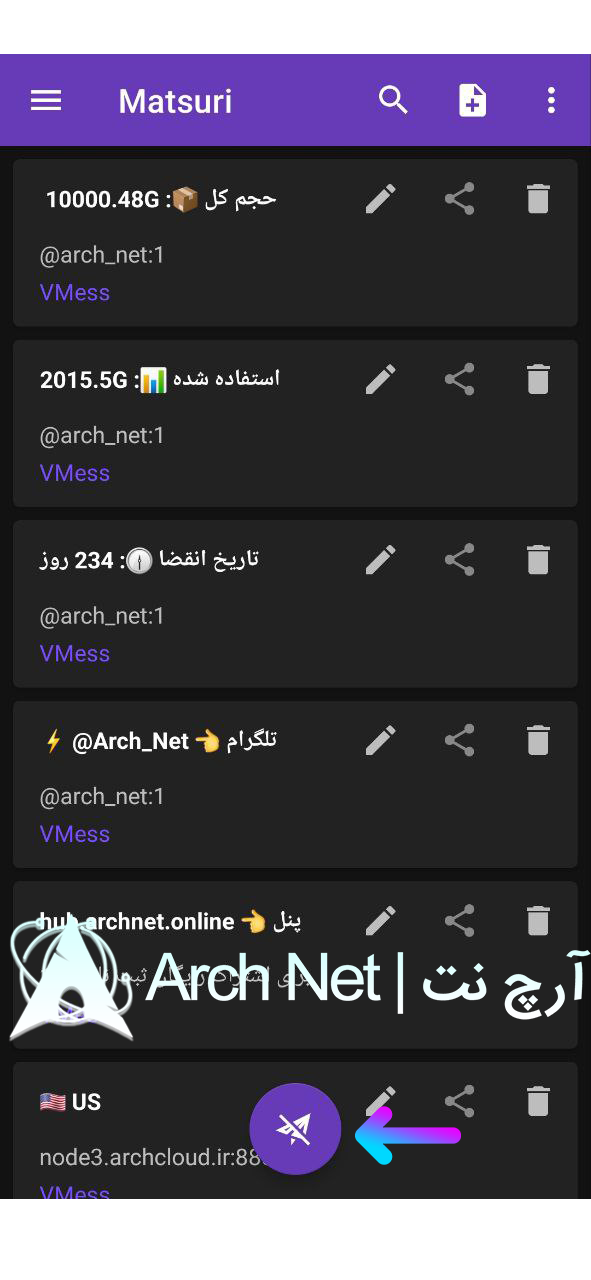 Matsuri
حجم کل 📦: 10000.48G
@arch_net:1
VMess
استفاده شده 📊: 2015.5G
@arch_net:1
VMess
تاریخ انقضا 🕕: 234 روز
@arch_net:1
VMess
تلگرام 👈 @Arch_Net ⚡
@arch_net:1
VMess
پنل 👈 hub.archnet.online
Arch Net | آرچ نت
🇺🇸 US
node3.archcloud.ir:88
VMess